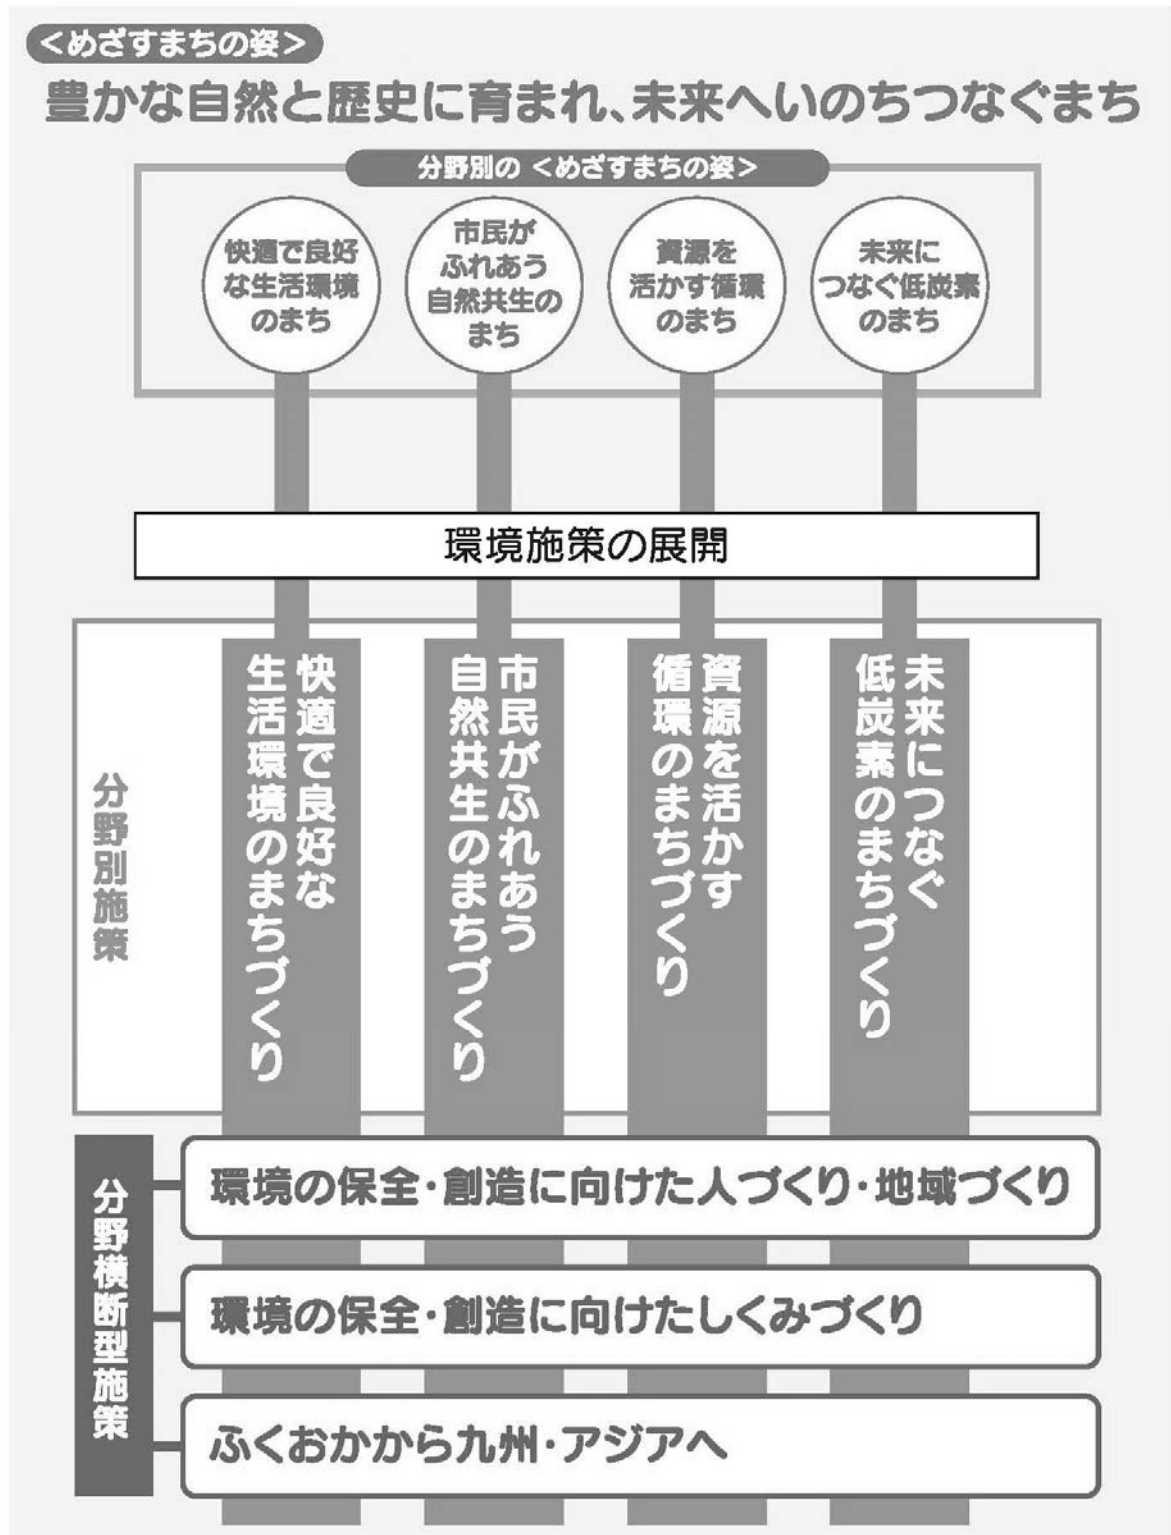 <めざすまちの姿>
豊かな自然と歴史に育まれ、未来へいのちつなぐまち
分野別の <めざすまちの姿>
快適で良好
な生活環境
のまち
市民が
ふれあう
自然共生の
まち
資源を
活かす循環
のまち
未来に
つなぐ低炭素
のまち
環境施策の展開
分野別施策
快適で良好な
生活環境のまちづくり
市民がふれあう
自然共生のまちづくり
資源を活かす
循環のまちづくり
未来につなぐ
低炭素のまちづくり
分野横断型施策
環境の保全・創造に向けた人づくり・地域づくり
環境の保全・創造に向けたしくみづくり
ふくおかから九州・アジアへ